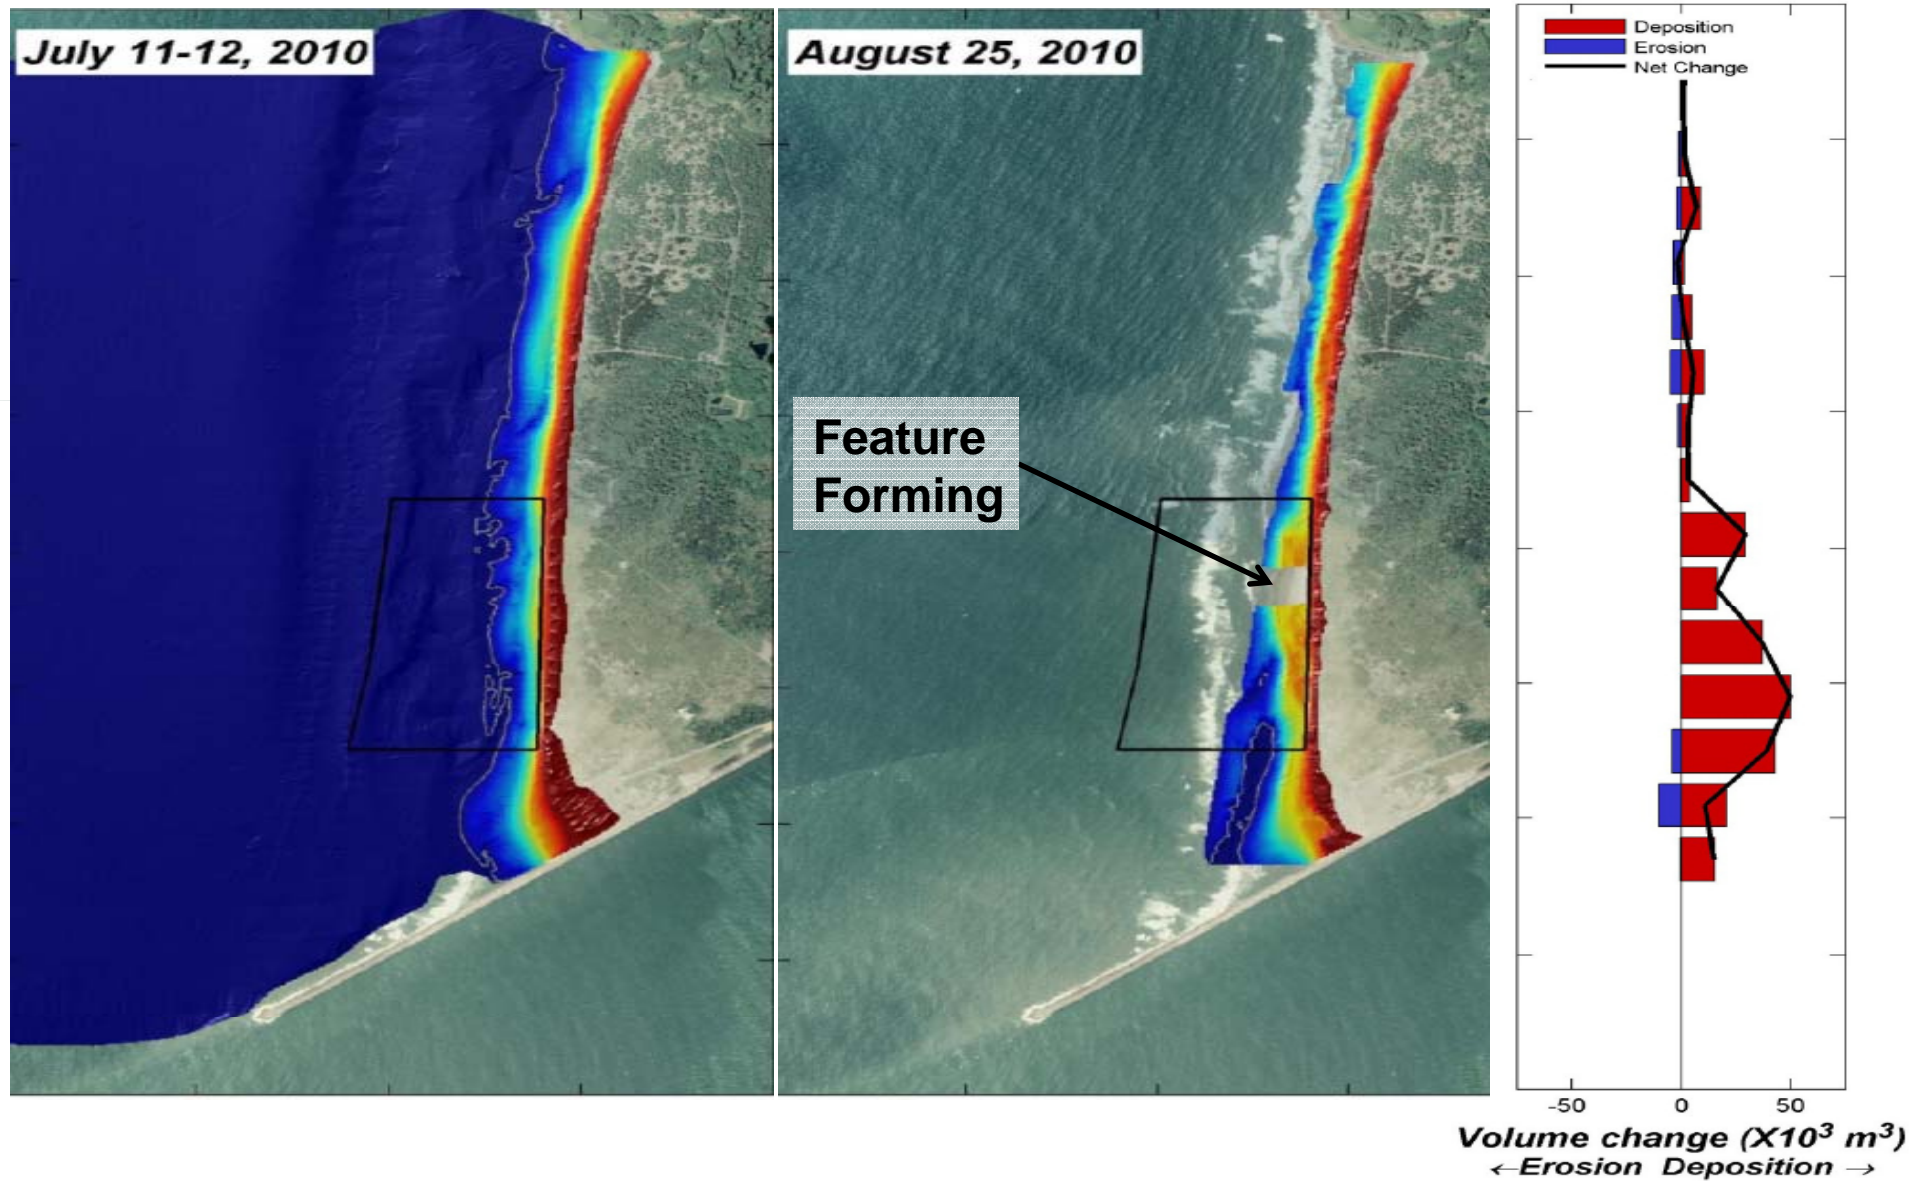 July 11-12, 2010
August 25, 2010
Feature
Forming
Deposition
Erosion
Net Change
-50 0 50
Volume change (X10³ m³)
←Erosion Deposition →